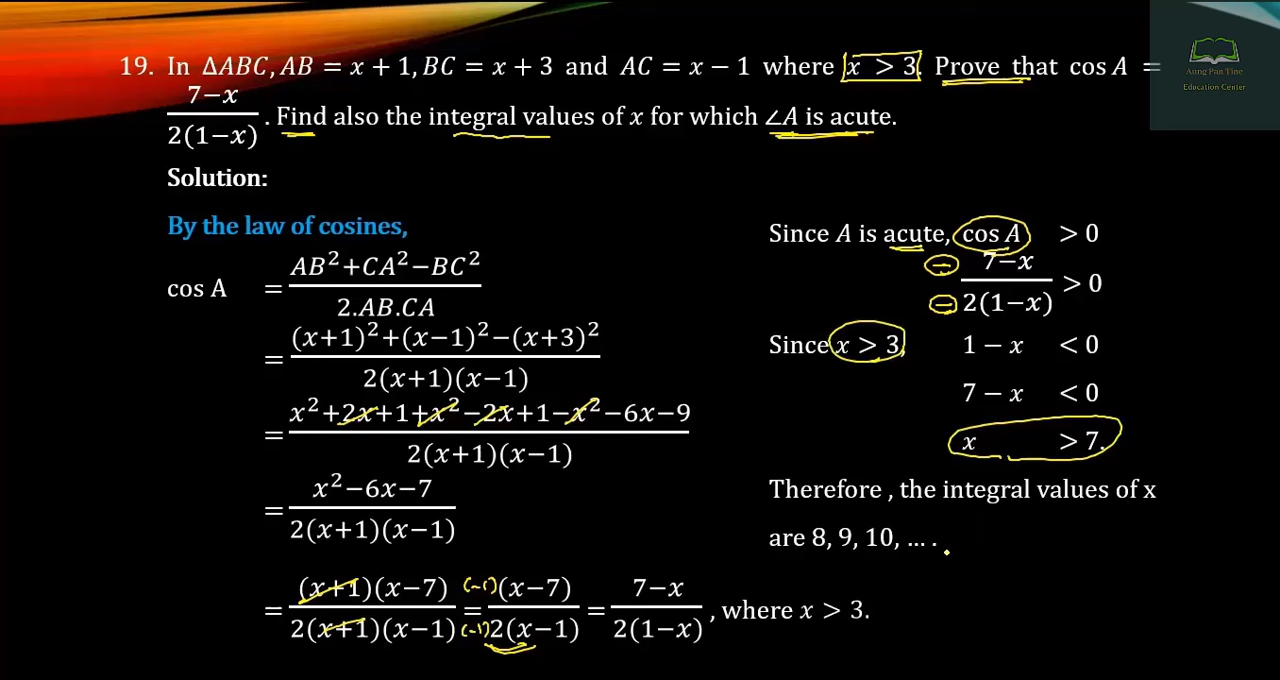 19. In ΔABC, AB = x + 1, BC = x + 3 and AC = x − 1 where x > 3. Prove that cos A =
7−x / 2(1−x) . Find also the integral values of x for which ∠A is acute.
Aung Pan Tine
Education Center
Solution:
By the law of cosines,
cos A = AB²+CA²−BC² / 2.AB.CA
= (x+1)²+(x−1)²−(x+3)² / 2(x+1)(x−1)
= x²+2x+1+x²−2x+1−x²−6x−9 / 2(x+1)(x−1)
= x²−6x−7 / 2(x+1)(x−1)
= (x+1)(x−7) / 2(x+1)(x−1) = (−1)(x−7) / (−1)2(x−1) = 7−x / 2(1−x) , where x > 3.
Since A is acute, cos A > 0
− 7−x / − 2(1−x) > 0
Since x > 3, 1 − x < 0
7 − x < 0
x > 7.
Therefore , the integral values of x
are 8, 9, 10, … .